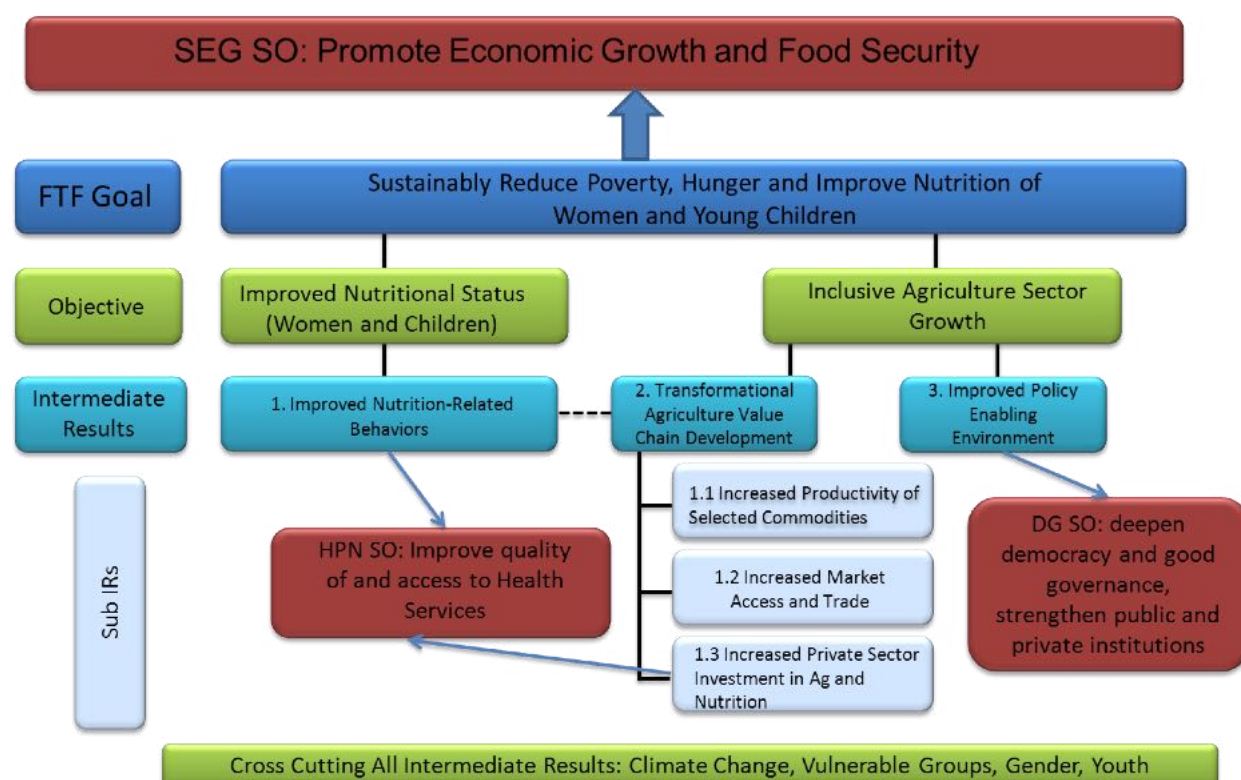 SEG SO: Promote Economic Growth and Food Security
FTF Goal
Sustainably Reduce Poverty, Hunger and Improve Nutrition of
Women and Young Children
Objective
Improved Nutritional Status
(Women and Children)
Inclusive Agriculture Sector
Growth
Intermediate
Results
1. Improved Nutrition-Related
Behaviors
2. Transformational
Agriculture Value
Chain Development
3. Improved Policy
Enabling
Environment
Sub IRs
1.1 Increased Productivity of
Selected Commodities
1.2 Increased Market
Access and Trade
1.3 Increased Private Sector
Investment in Ag and
Nutrition
HPN SO: Improve quality
of and access to Health
Services
DG SO: deepen
democracy and good
governance,
strengthen public and
private institutions
Cross Cutting All Intermediate Results: Climate Change, Vulnerable Groups, Gender, Youth